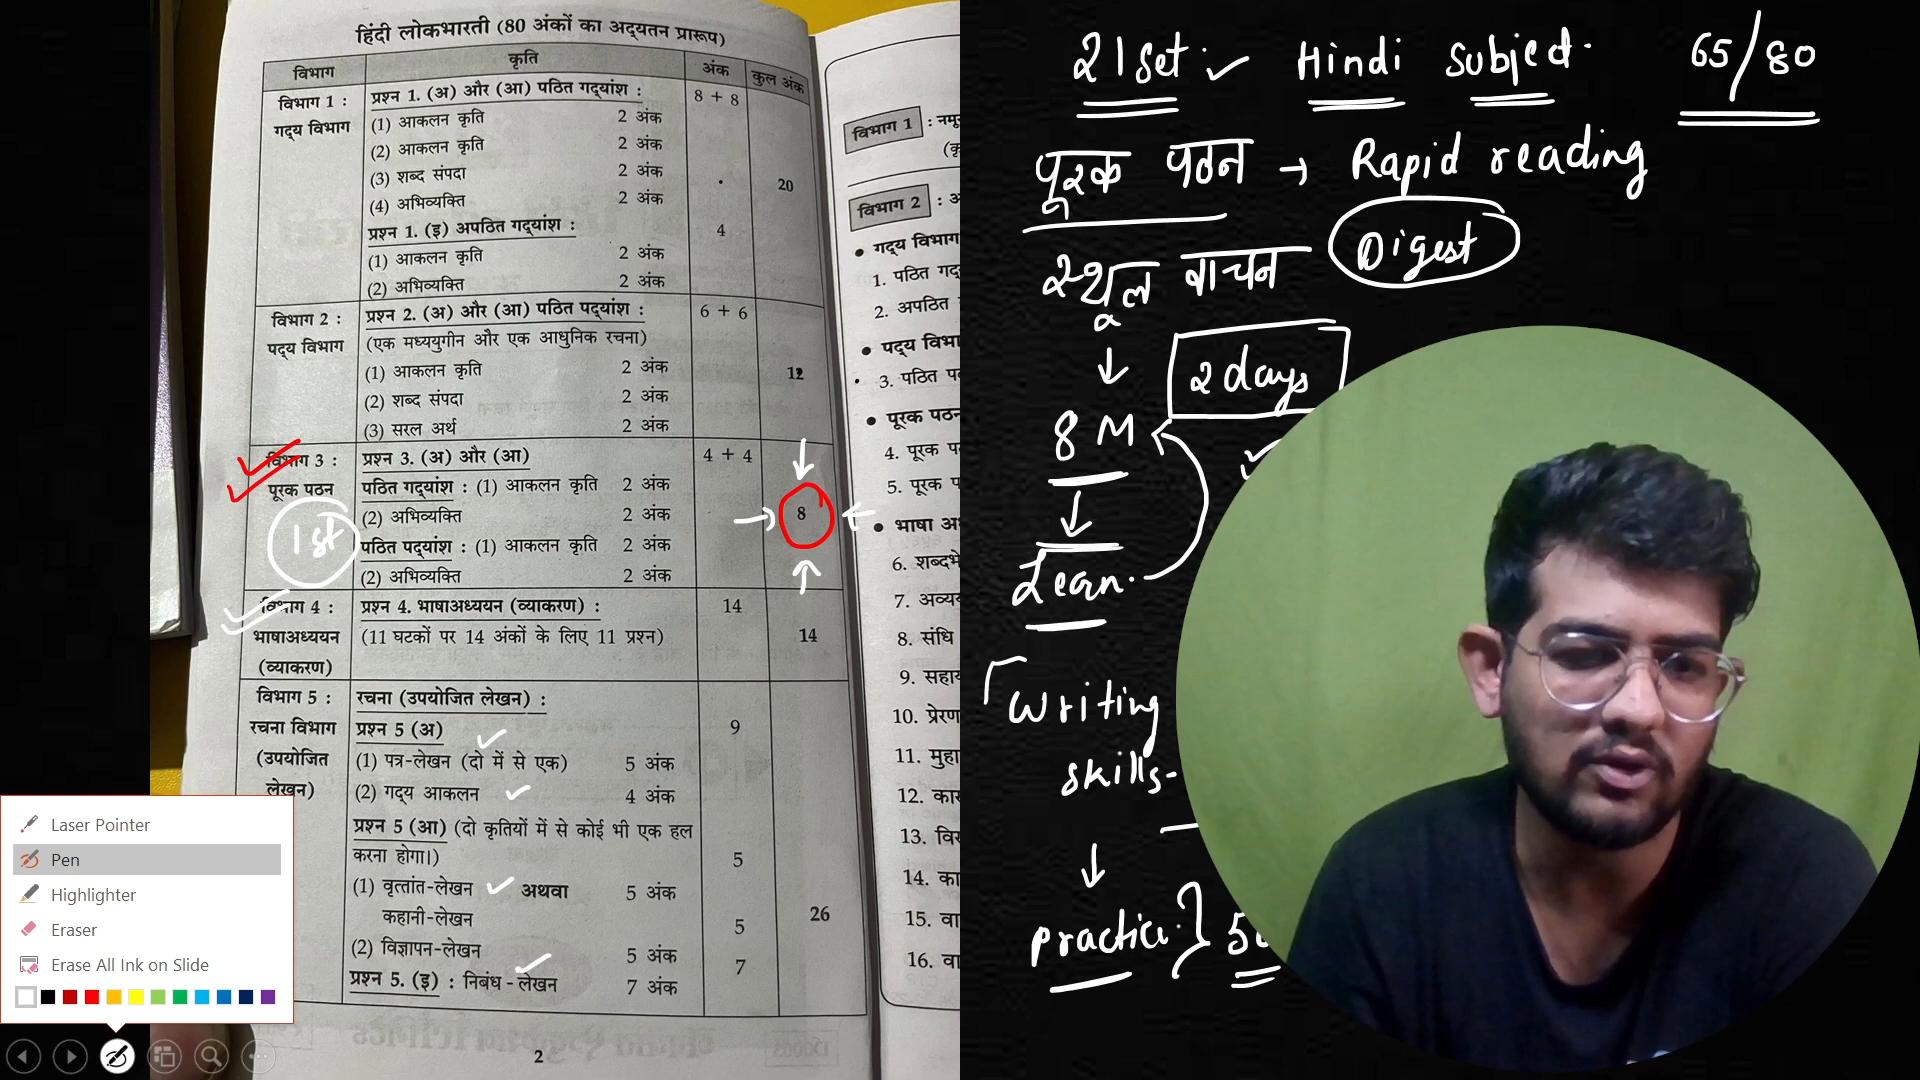 हिंदी लोकभारती (80 अंकों का अद्‌यतन प्रारूप)
विभाग कृति अंक कुल अंक
विभाग 1 : प्रश्न 1. (अ) और (आ) पठित गद्‌यांश : 8 + 8
गद्‌य विभाग (1) आकलन कृति 2 अंक
(2) आकलन कृति 2 अंक
(3) शब्द संपदा 2 अंक 20
(4) अभिव्यक्ति 2 अंक
प्रश्न 1. (इ) अपठित गद्‌यांश : 4
(1) आकलन कृति 2 अंक
(2) अभिव्यक्ति 2 अंक
विभाग 2 : प्रश्न 2. (अ) और (आ) पठित पद्‌यांश : 6 + 6
पद्‌य विभाग (एक मध्ययुगीन और एक आधुनिक रचना)
(1) आकलन कृति 2 अंक 12
(2) शब्द संपदा 2 अंक
(3) सरल अर्थ 2 अंक
विभाग 3 : प्रश्न 3. (अ) और (आ) 4 + 4
पूरक पठन पठित गद्‌यांश : (1) आकलन कृति 2 अंक
(2) अभिव्यक्ति 2 अंक 8
1st पठित पद्‌यांश : (1) आकलन कृति 2 अंक
(2) अभिव्यक्ति 2 अंक
विभाग 4 : प्रश्न 4. भाषाअध्ययन (व्याकरण) : 14
भाषाअध्ययन (11 घटकों पर 14 अंकों के लिए 11 प्रश्न) 14
(व्याकरण)
विभाग 5 : रचना (उपयोजित लेखन) :
रचना विभाग प्रश्न 5 (अ) 9
(उपयोजित (1) पत्र-लेखन (दो में से एक) 5 अंक
लेखन) (2) गद्‌य आकलन 4 अंक
प्रश्न 5 (आ) (दो कृतियों में से कोई भी एक हल
करना होगा।) 5
(1) वृत्तांत-लेखन अथवा 5 अंक
कहानी-लेखन 5 26
(2) विज्ञापन-लेखन 5 अंक
प्रश्न 5. (इ) : निबंध - लेखन 7 अंक 7
2
विभाग 1 :
विभाग 2 :
• गद्‌य विभाग
1. पठित
2. अपठित
• पद्‌य
3. पठित
• पूरक पठन
4. पूरक
5. पूरक
• भाषा
6.
7.
8. संधि
9.
10.
11.
12.
13.
14.
15.
16.
21 set. Hindi Subject. 65/80
पूरक पठन → Rapid reading
स्थूल वाचन Digest
2 days
8 M
Learn.
Writing
skills-
practice. } 50
Laser Pointer
Pen
Highlighter
Eraser
Erase All Ink on Slide